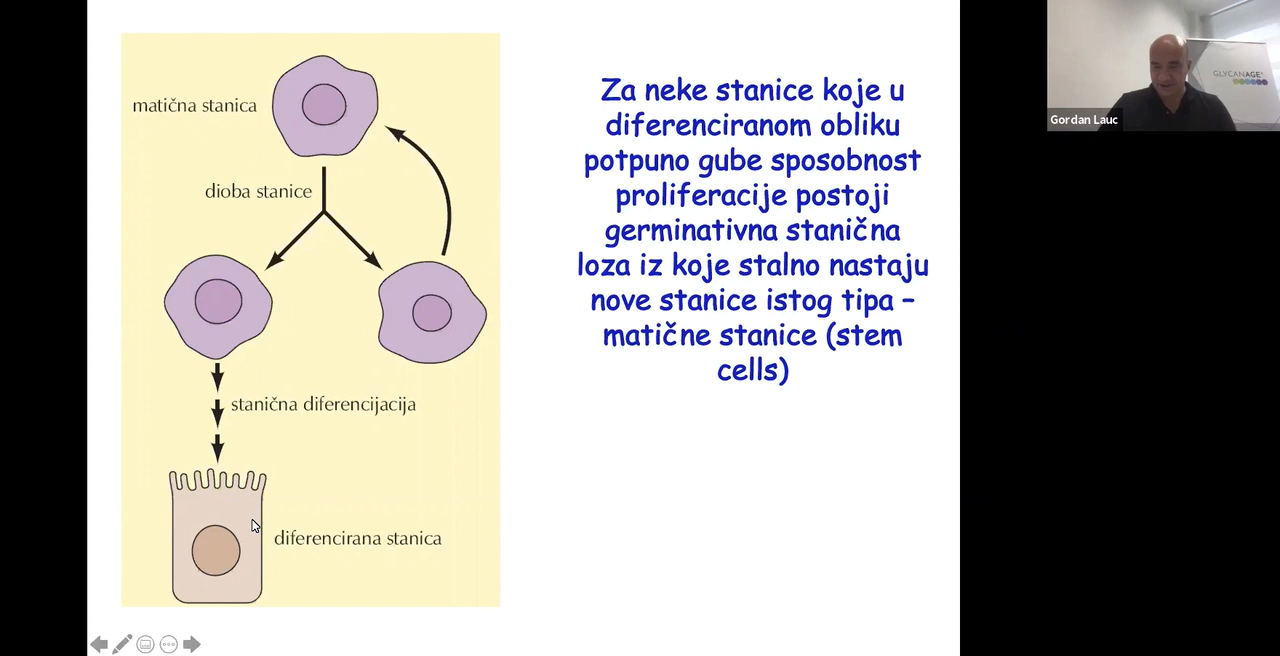 matična stanica
dioba stanice
stanična diferencijacija
diferencirana stanica
Za neke stanice koje u
diferenciranom obliku
potpuno gube sposobnost
proliferacije postoji
germinativna stanična
loza iz koje stalno nastaju
nove stanice istog tipa –
matične stanice (stem
cells)
GLYCANAGE
Gordan Lauc